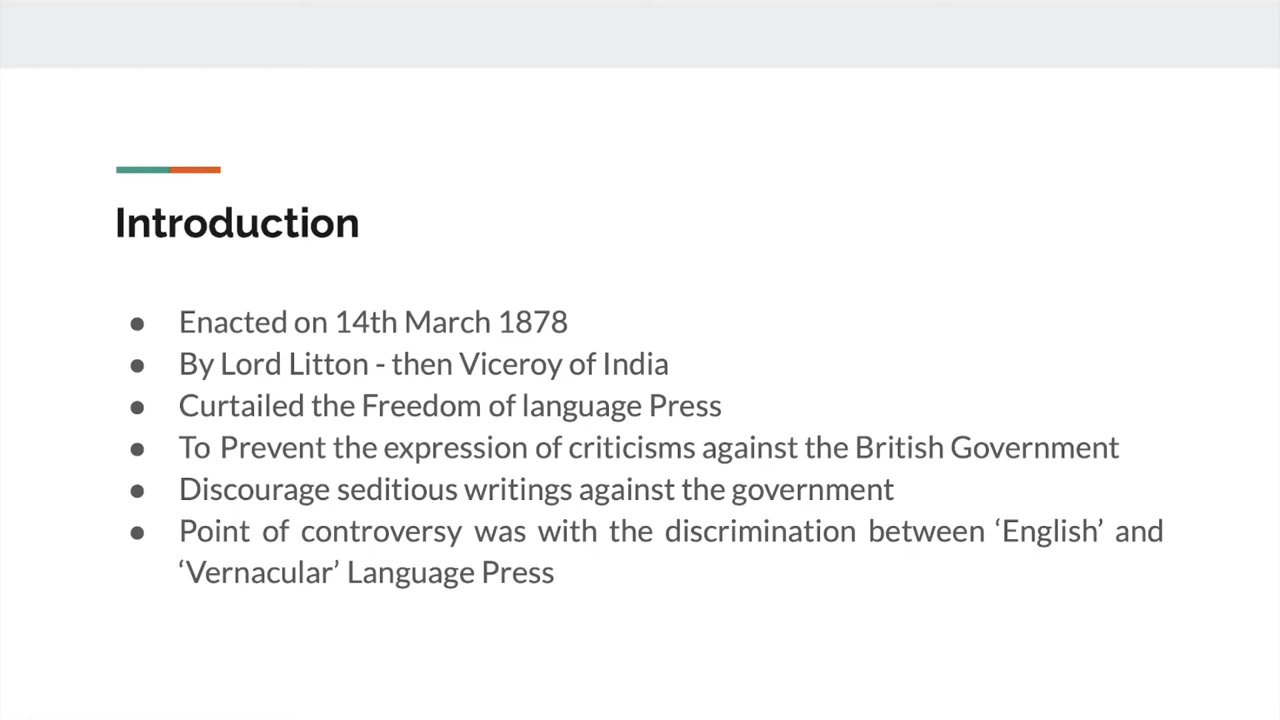 Introduction
● Enacted on 14th March 1878
● By Lord Litton - then Viceroy of India
● Curtailed the Freedom of language Press
● To Prevent the expression of criticisms against the British Government
● Discourage seditious writings against the government
● Point of controversy was with the discrimination between ‘English’ and
‘Vernacular’ Language Press